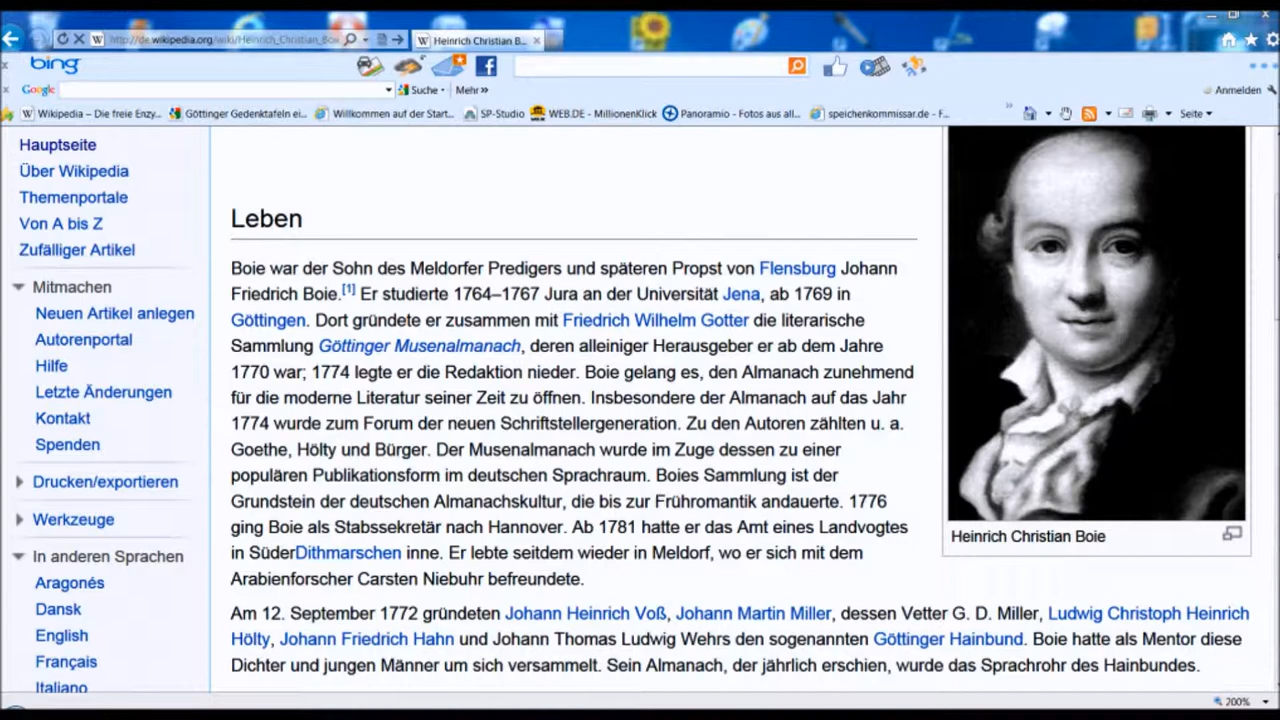 http://de.wikipedia.org/wiki/Heinrich_Christian_Boie
Heinrich Christian B...
bing
Google
Suche
Mehr »
Anmelden
Wikipedia – Die freie Enzy...
Göttinger Gedenktafeln ei...
Willkommen auf der Start...
SP-Studio
WEB.DE - MillionenKlick
Panoramio - Fotos aus all...
speichenkommissar.de - F...
Seite
Hauptseite
Über Wikipedia
Themenportale
Von A bis Z
Zufälliger Artikel
Mitmachen
Neuen Artikel anlegen
Autorenportal
Hilfe
Letzte Änderungen
Kontakt
Spenden
Drucken/exportieren
Werkzeuge
In anderen Sprachen
Aragonés
Dansk
English
Français
Italiano
Leben
Boie war der Sohn des Meldorfer Predigers und späteren Propst von Flensburg Johann
Friedrich Boie.[1] Er studierte 1764–1767 Jura an der Universität Jena, ab 1769 in
Göttingen. Dort gründete er zusammen mit Friedrich Wilhelm Gotter die literarische
Sammlung Göttinger Musenalmanach, deren alleiniger Herausgeber er ab dem Jahre
1770 war; 1774 legte er die Redaktion nieder. Boie gelang es, den Almanach zunehmend
für die moderne Literatur seiner Zeit zu öffnen. Insbesondere der Almanach auf das Jahr
1774 wurde zum Forum der neuen Schriftstellergeneration. Zu den Autoren zählten u. a.
Goethe, Hölty und Bürger. Der Musenalmanach wurde im Zuge dessen zu einer
populären Publikationsform im deutschen Sprachraum. Boies Sammlung ist der
Grundstein der deutschen Almanachskultur, die bis zur Frühromantik andauerte. 1776
ging Boie als Stabssekretär nach Hannover. Ab 1781 hatte er das Amt eines Landvogtes
in SüderDithmarschen inne. Er lebte seitdem wieder in Meldorf, wo er sich mit dem
Arabienforscher Carsten Niebuhr befreundete.
Am 12. September 1772 gründeten Johann Heinrich Voß, Johann Martin Miller, dessen Vetter G. D. Miller, Ludwig Christoph Heinrich
Hölty, Johann Friedrich Hahn und Johann Thomas Ludwig Wehrs den sogenannten Göttinger Hainbund. Boie hatte als Mentor diese
Dichter und jungen Männer um sich versammelt. Sein Almanach, der jährlich erschien, wurde das Sprachrohr des Hainbundes.
Heinrich Christian Boie
200%